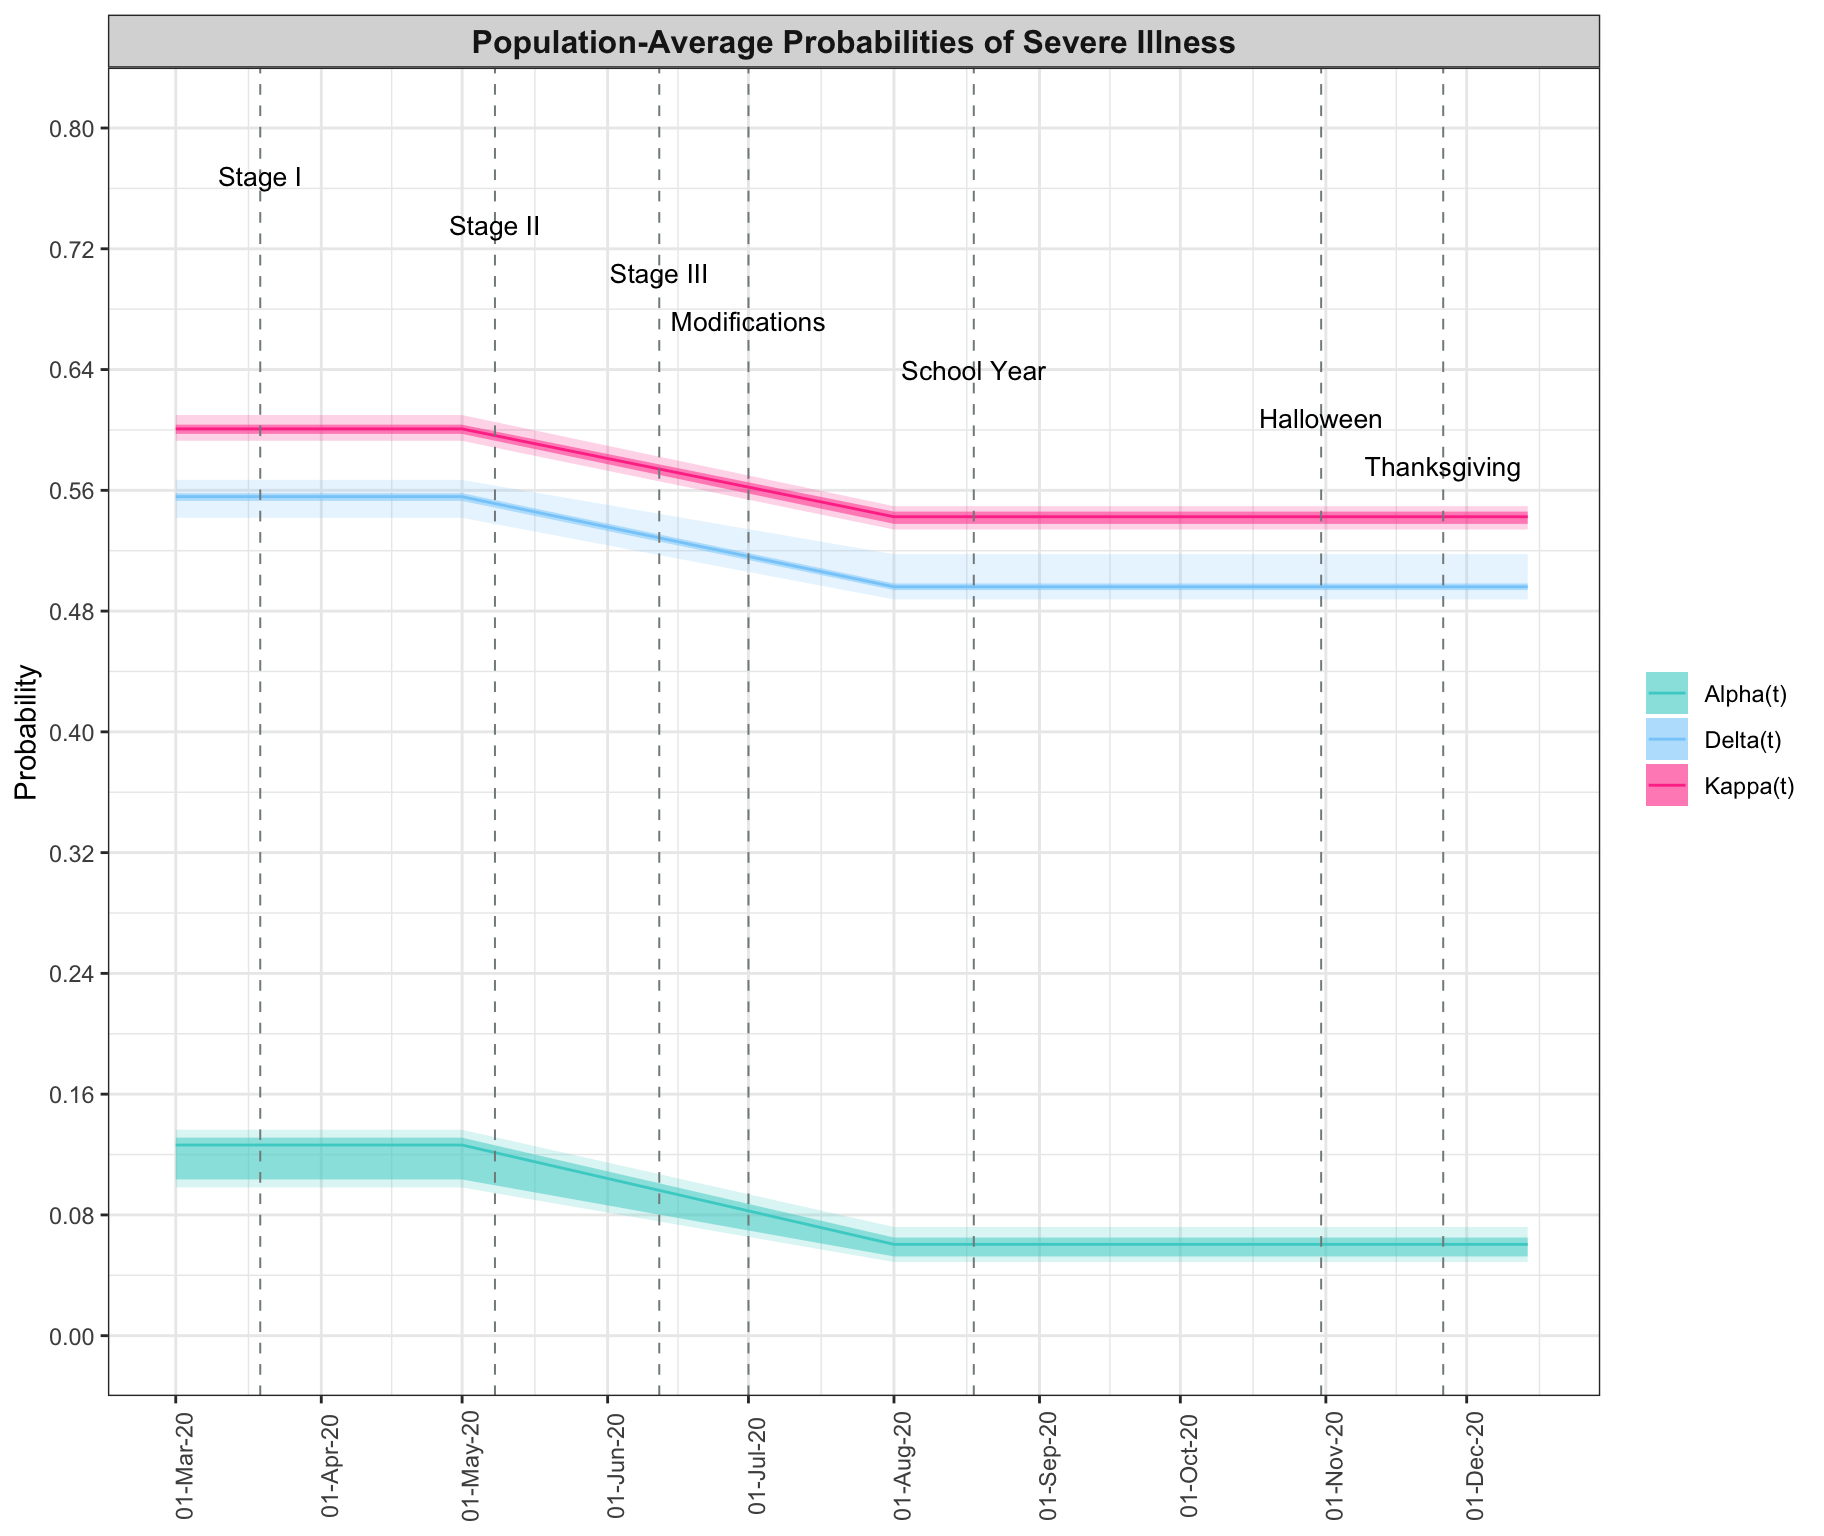 Population-Average Probabilities of Severe Illness
0.80
Stage I
Stage II
0.72
Stage III
Modifications
0.64
School Year
Halloween
Thanksgiving
0.56
0.48
0.40
0.32
0.24
0.16
0.08
0.00
Probability
Alpha(t)
Delta(t)
Kappa(t)
01-Mar-20
01-Apr-20
01-May-20
01-Jun-20
01-Jul-20
01-Aug-20
01-Sep-20
01-Oct-20
01-Nov-20
01-Dec-20